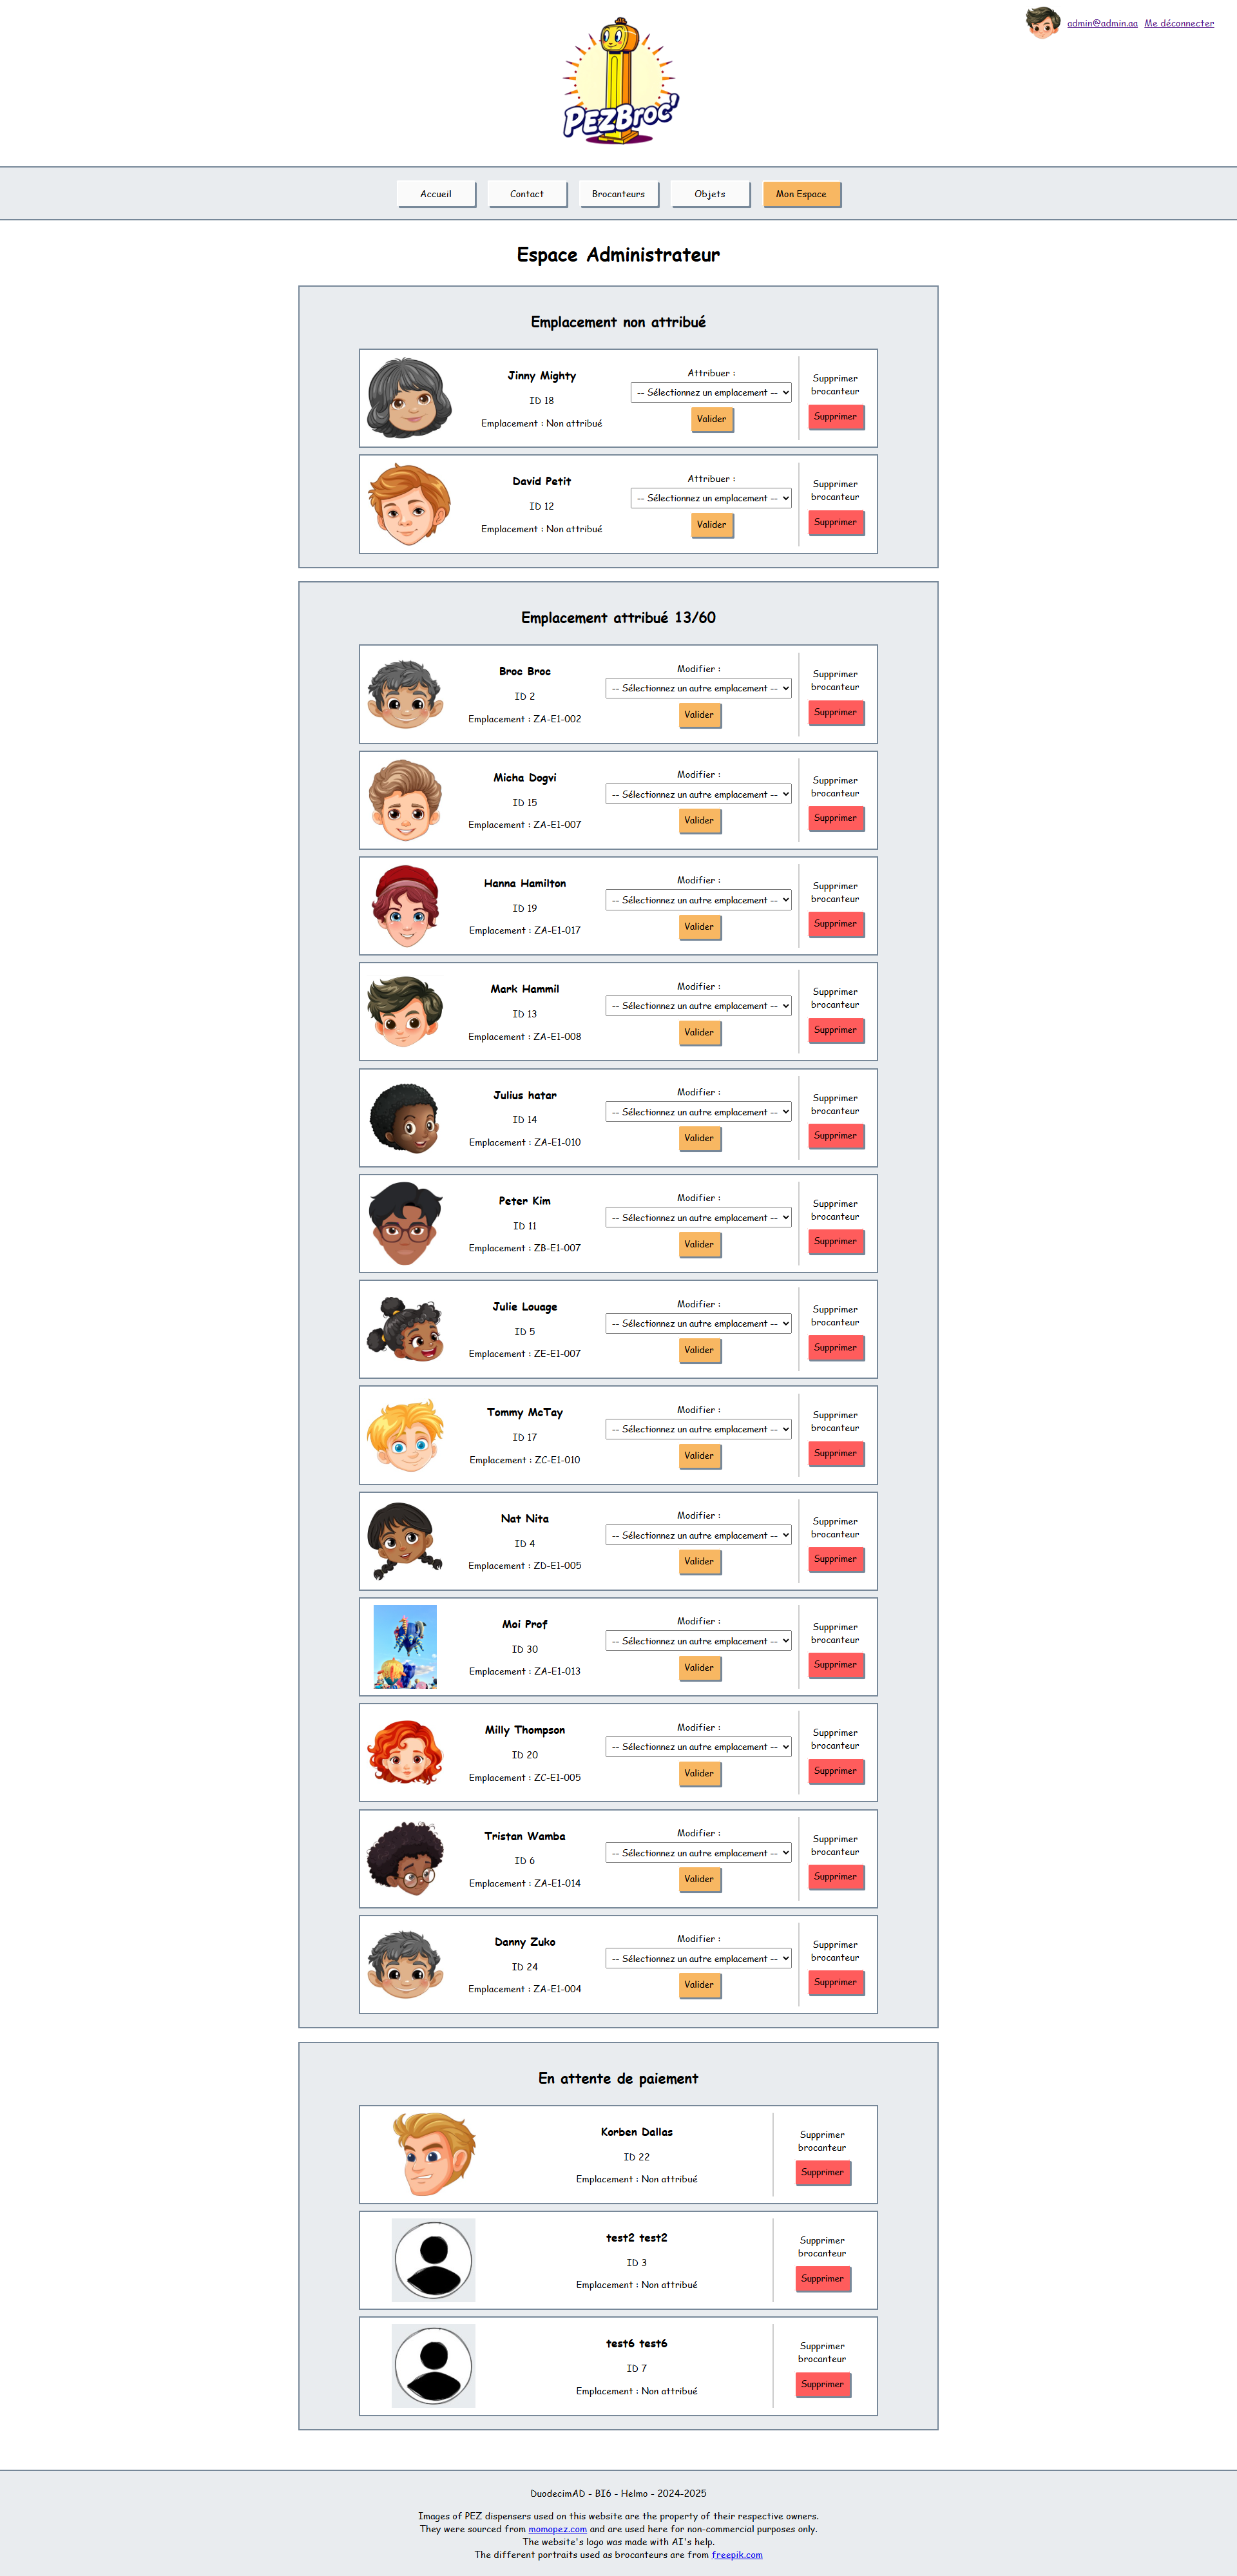 admin@admin.aa Me déconnecter
PEZBroc'
Accueil Contact Brocanteurs Objets Mon Espace
Espace Administrateur
Emplacement non attribué
Jinny Mighty
ID 18
Emplacement : Non attribué
Attribuer :
-- Sélectionnez un emplacement --
Valider
Supprimer
brocanteur
Supprimer
David Petit
ID 12
Emplacement : Non attribué
Attribuer :
-- Sélectionnez un emplacement --
Valider
Supprimer
brocanteur
Supprimer
Emplacement attribué 13/60
Broc Broc
ID 2
Emplacement : ZA-E1-002
Modifier :
-- Sélectionnez un autre emplacement --
Valider
Supprimer
brocanteur
Supprimer
Micha Dogvi
ID 15
Emplacement : ZA-E1-007
Modifier :
-- Sélectionnez un autre emplacement --
Valider
Supprimer
brocanteur
Supprimer
Hanna Hamilton
ID 19
Emplacement : ZA-E1-017
Modifier :
-- Sélectionnez un autre emplacement --
Valider
Supprimer
brocanteur
Supprimer
Mark Hammil
ID 13
Emplacement : ZA-E1-008
Modifier :
-- Sélectionnez un autre emplacement --
Valider
Supprimer
brocanteur
Supprimer
Julius hatar
ID 14
Emplacement : ZA-E1-010
Modifier :
-- Sélectionnez un autre emplacement --
Valider
Supprimer
brocanteur
Supprimer
Peter Kim
ID 11
Emplacement : ZB-E1-007
Modifier :
-- Sélectionnez un autre emplacement --
Valider
Supprimer
brocanteur
Supprimer
Julie Louage
ID 5
Emplacement : ZE-E1-007
Modifier :
-- Sélectionnez un autre emplacement --
Valider
Supprimer
brocanteur
Supprimer
Tommy McTay
ID 17
Emplacement : ZC-E1-010
Modifier :
-- Sélectionnez un autre emplacement --
Valider
Supprimer
brocanteur
Supprimer
Nat Nita
ID 4
Emplacement : ZD-E1-005
Modifier :
-- Sélectionnez un autre emplacement --
Valider
Supprimer
brocanteur
Supprimer
Moi Prof
ID 30
Emplacement : ZA-E1-013
Modifier :
-- Sélectionnez un autre emplacement --
Valider
Supprimer
brocanteur
Supprimer
Milly Thompson
ID 20
Emplacement : ZC-E1-005
Modifier :
-- Sélectionnez un autre emplacement --
Valider
Supprimer
brocanteur
Supprimer
Tristan Wamba
ID 6
Emplacement : ZA-E1-014
Modifier :
-- Sélectionnez un autre emplacement --
Valider
Supprimer
brocanteur
Supprimer
Danny Zuko
ID 24
Emplacement : ZA-E1-004
Modifier :
-- Sélectionnez un autre emplacement --
Valider
Supprimer
brocanteur
Supprimer
En attente de paiement
Korben Dallas
ID 22
Emplacement : Non attribué
Supprimer
brocanteur
Supprimer
test2 test2
ID 3
Emplacement : Non attribué
Supprimer
brocanteur
Supprimer
test6 test6
ID 7
Emplacement : Non attribué
Supprimer
brocanteur
Supprimer
DuodecimAD - BI6 - Helmo - 2024-2025
Images of PEZ dispensers used on this website are the property of their respective owners.
They were sourced from momopez.com and are used here for non-commercial purposes only.
The website's logo was made with AI's help.
The different portraits used as brocanteurs are from freepik.com